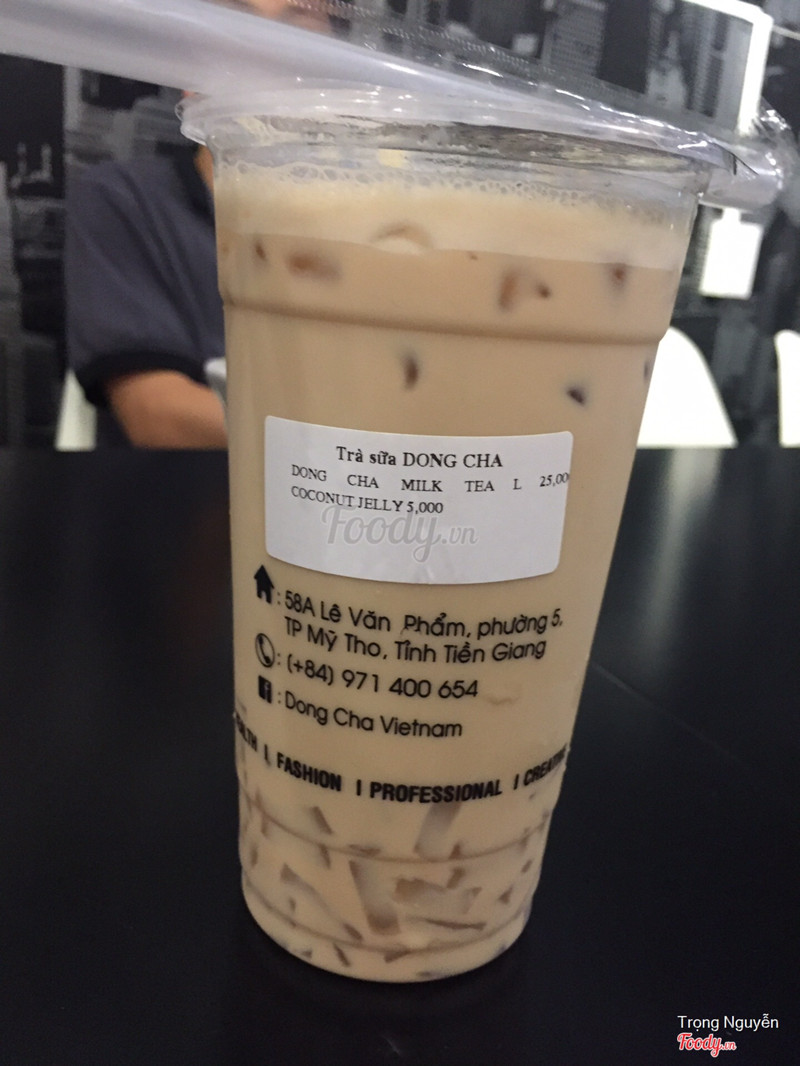 Trà sữa DONG CHA
DONG CHA MILK TEA L 25,00
COCONUT JELLY 5,000
Foody.vn
: 58A Lê Văn Phẩm, phường 5,
TP Mỹ Tho, Tỉnh Tiền Giang
: (+84) 971 400 654
: Dong Cha Vietnam
I FASHION I PROFESSIONAL I
Trọng Nguyễn
Foody.vn